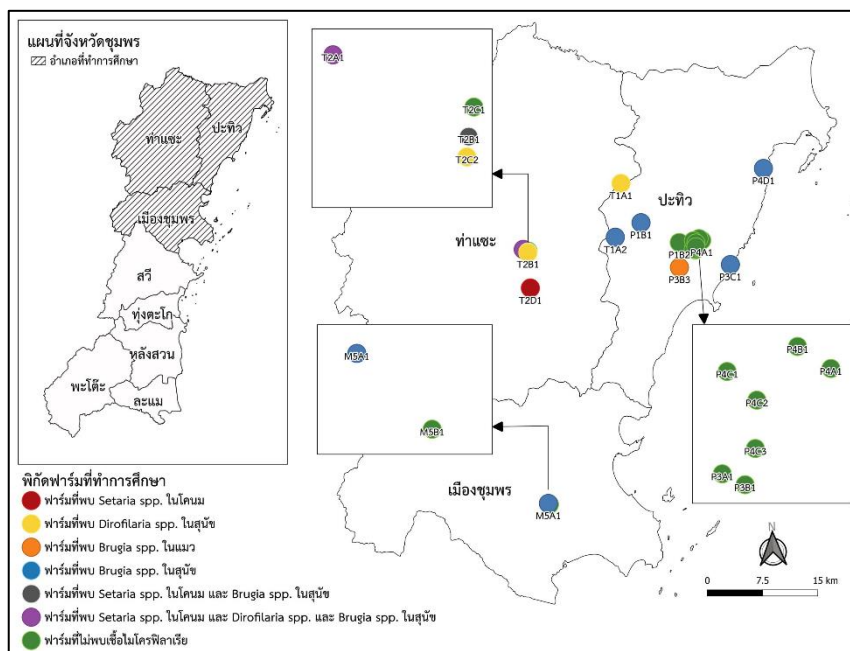 แผนที่จังหวัดชุมพร
อำเภอที่ทำการศึกษา
ท่าแซะ
ปะทิว
เมืองชุมพร
สวี
ทุ่งตะโก
หลังสวน
พะโต๊ะ
ละแม
T2A1
T2C1
T2B1
T2C2
T1A1
P4D1
ปะทิว
P1B1
T1A2
ท่าแซะ
P1B2
P4A1
P3C1
P3B3
T2B1
T2D1
M5A1
M5B1
P4B1
P4A1
P4C1
P4C2
P4C3
P3A1
P3B1
เมืองชุมพร
M5A1
พิกัดฟาร์มที่ทำการศึกษา
ฟาร์มที่พบ Setaria spp. ในโคนม
ฟาร์มที่พบ Dirofilaria spp. ในสุนัข
ฟาร์มที่พบ Brugia spp. ในแมว
ฟาร์มที่พบ Brugia spp. ในสุนัข
ฟาร์มที่พบ Setaria spp. ในโคนม และ Brugia spp. ในสุนัข
ฟาร์มที่พบ Setaria spp. ในโคนม และ Dirofilaria spp. และ Brugia spp. ในสุนัข
ฟาร์มที่ไม่พบเชื้อไมโครฟิลาเรีย
N
0 7.5 15 km